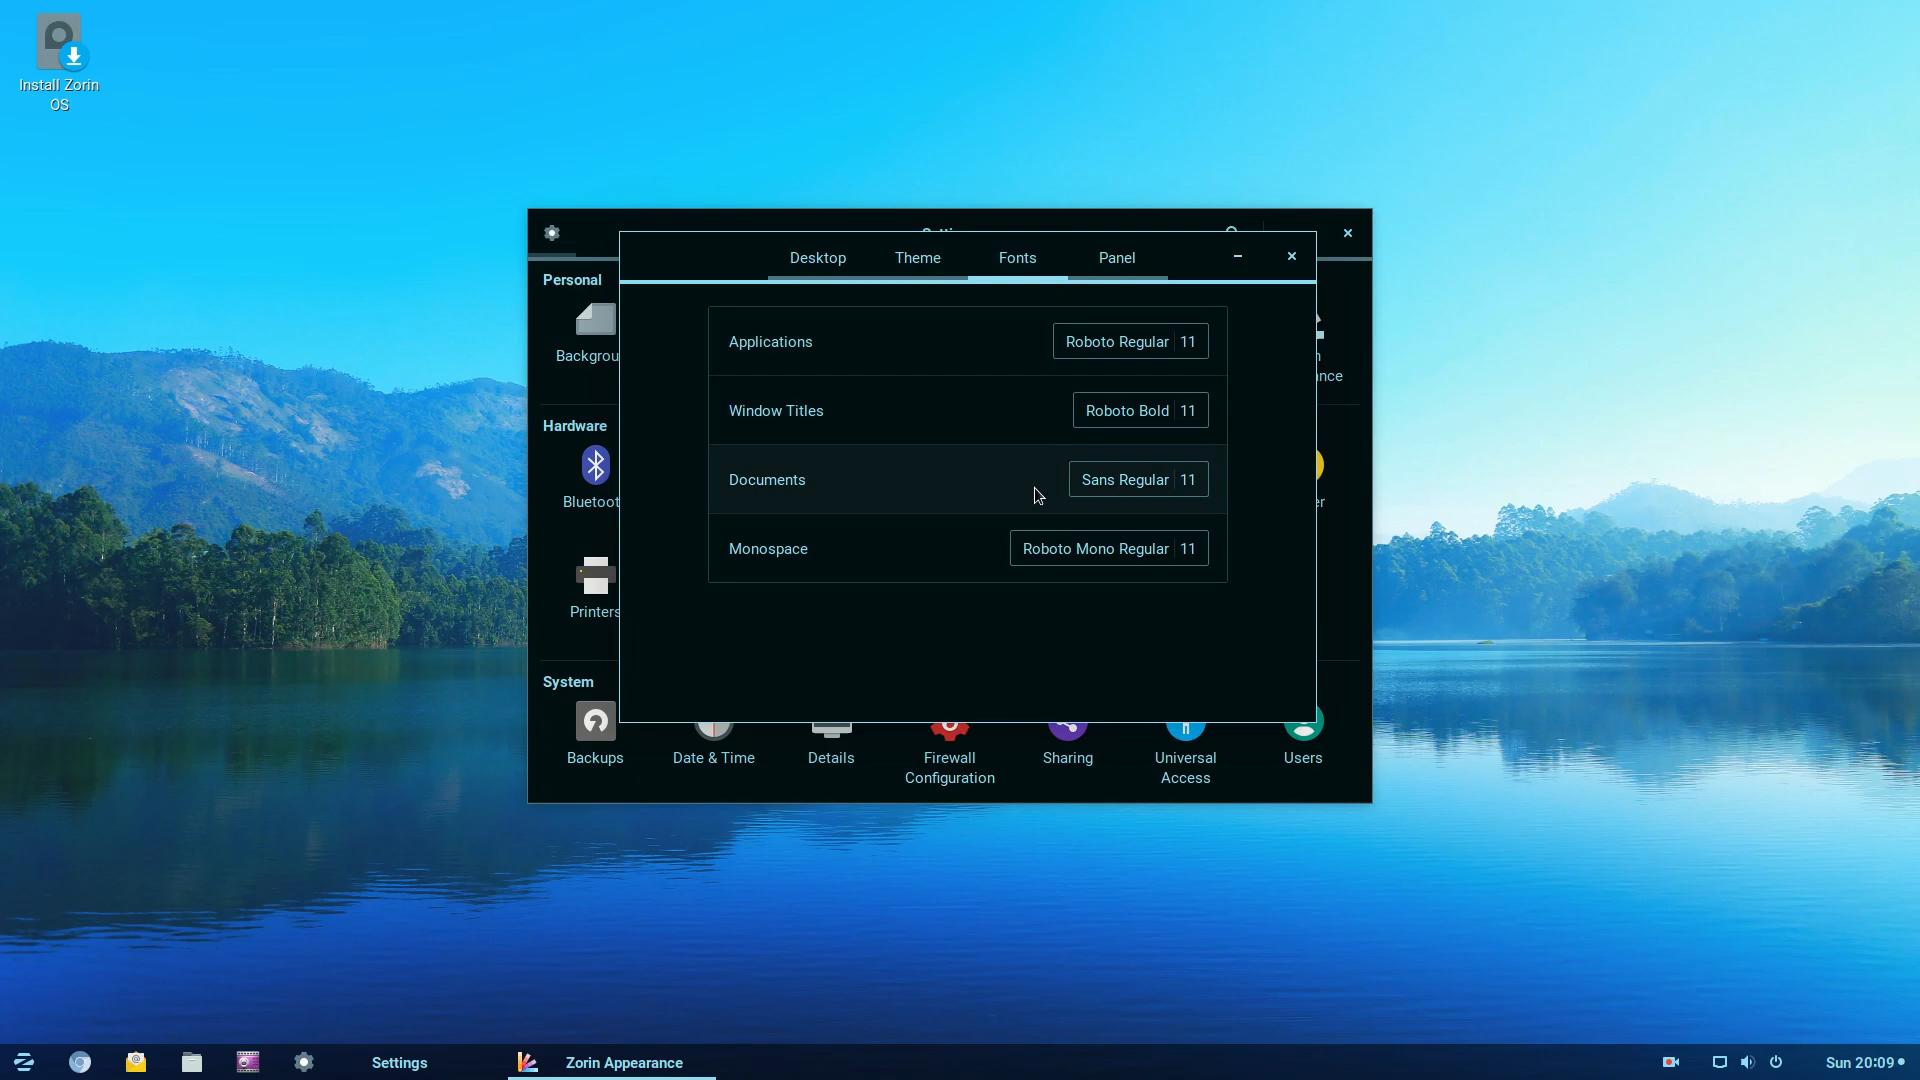 Install Zorin
OS
Desktop
Theme
Fonts
Panel
Personal
Applications
Roboto Regular 11
Window Titles
Roboto Bold 11
Hardware
Documents
Sans Regular 11
Monospace
Roboto Mono Regular 11
Printers
System
Backups
Date & Time
Details
Firewall
Configuration
Sharing
Universal
Access
Users
Settings
Zorin Appearance
Sun 20:09